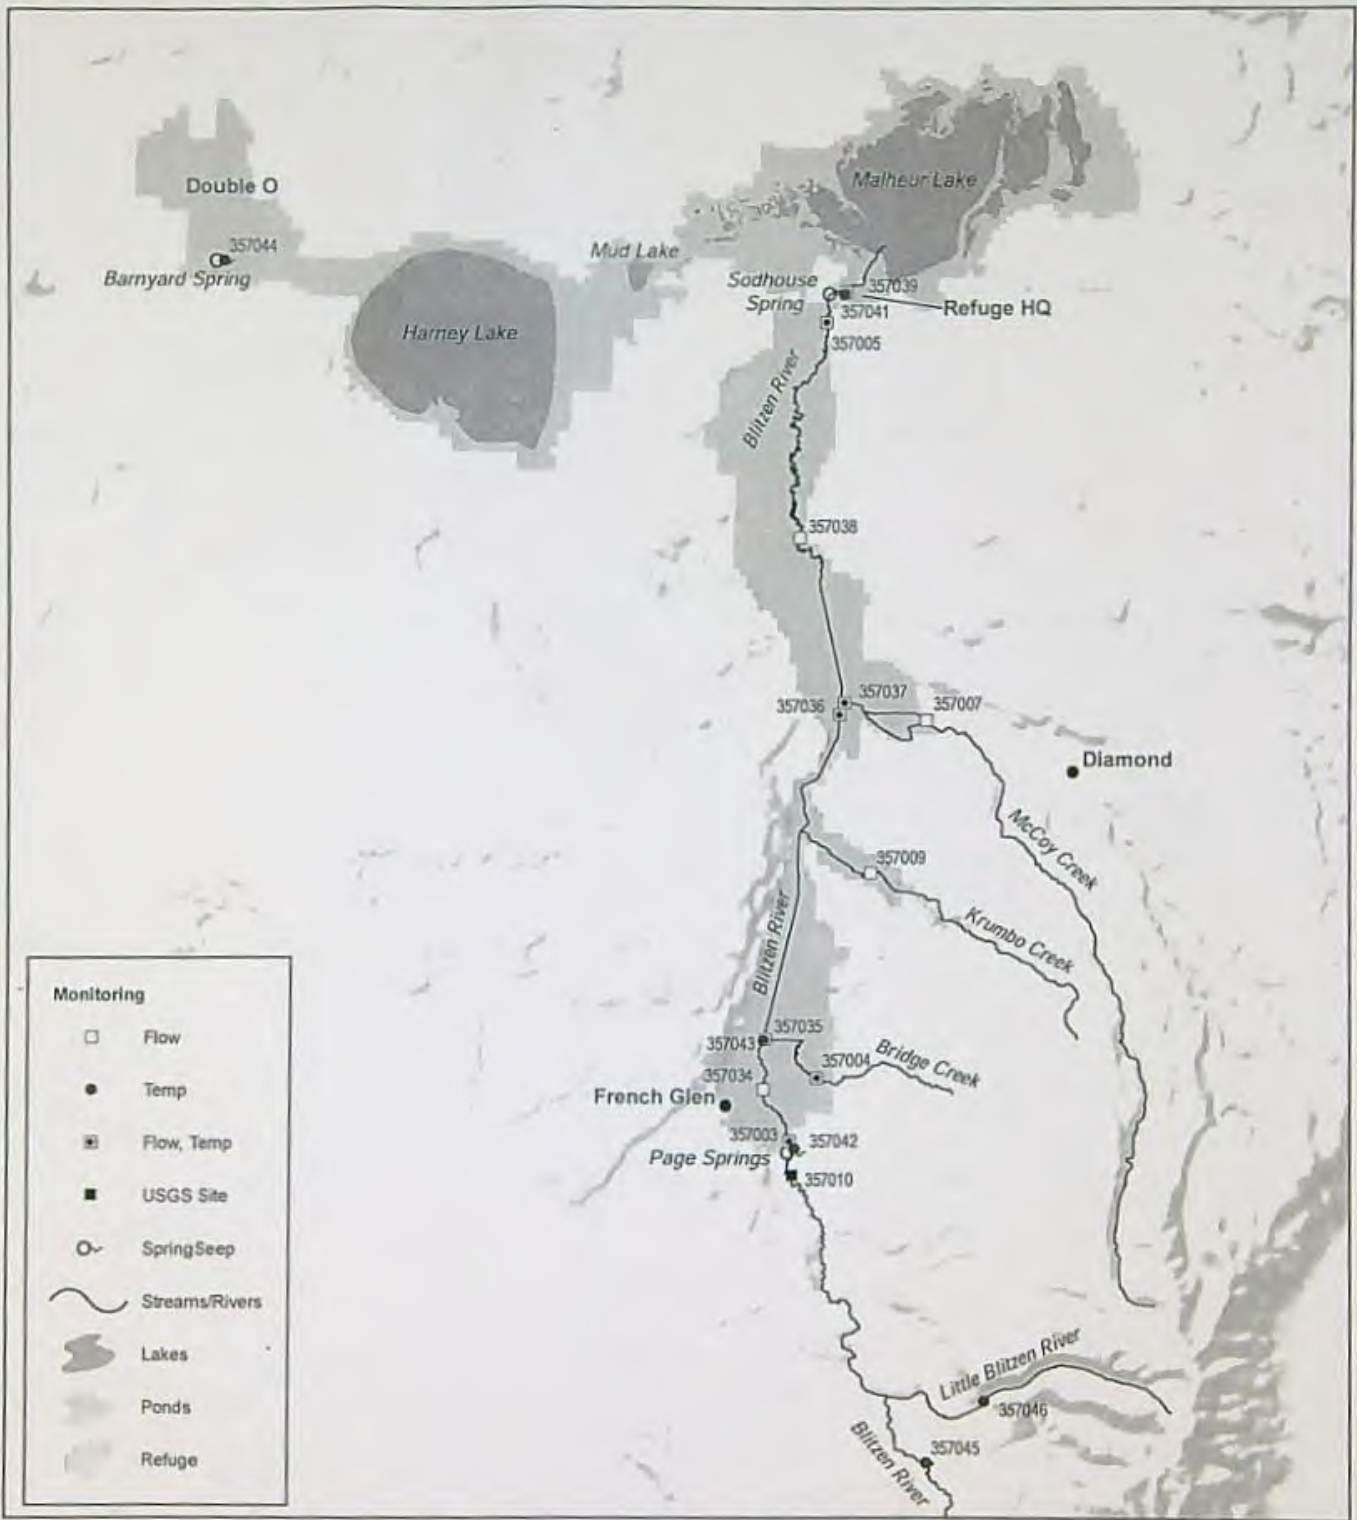 Malheur Lake
Double O
357044
Barnyard Spring
Mud Lake
Harney Lake
Sodhouse
Spring
357039
357041
Refuge HQ
357005
Blitzen River
357038
357037
357036
357007
Diamond
McCoy Creek
357009
Krumbo Creek
Blitzen River
357035
357043
357004
Bridge Creek
357034
French Glen
357003
357042
Page Springs
357010
Little Blitzen River
357046
357045
Blitzen River
Monitoring
Flow
Temp
Flow, Temp
USGS Site
SpringSeep
Streams/Rivers
Lakes
Ponds
Refuge